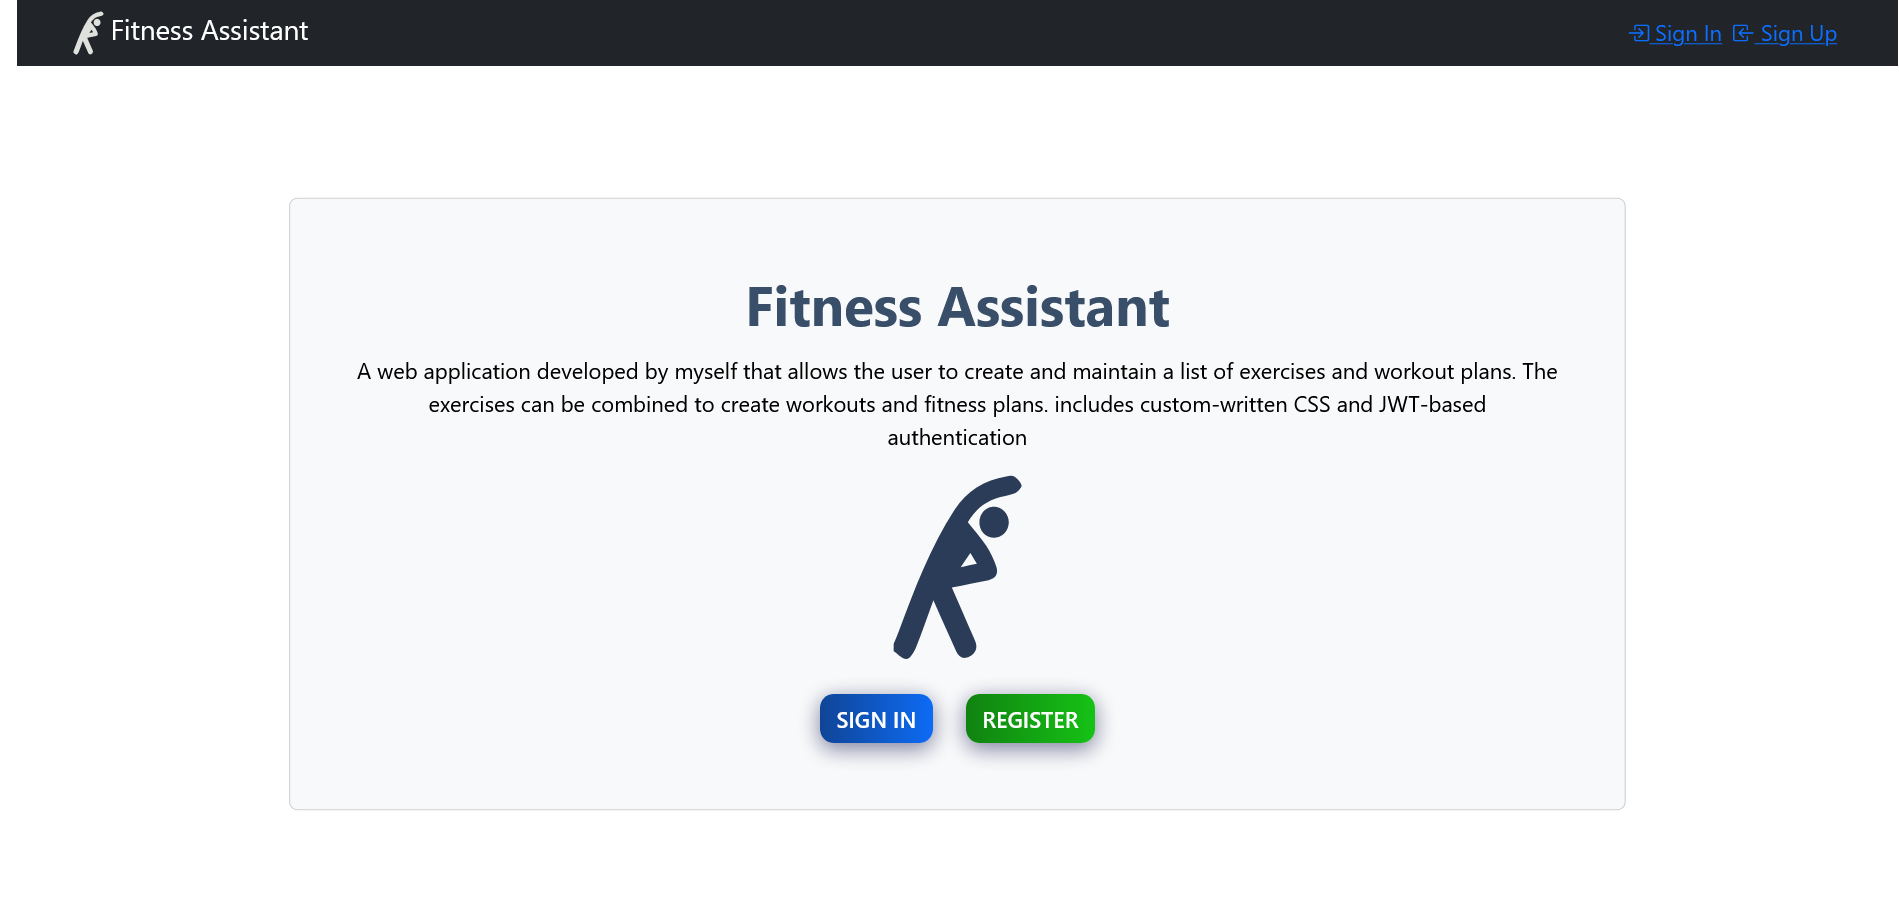 Fitness Assistant
Sign In Sign Up
Fitness Assistant
A web application developed by myself that allows the user to create and maintain a list of exercises and workout plans. The
exercises can be combined to create workouts and fitness plans. includes custom-written CSS and JWT-based
authentication
SIGN IN REGISTER